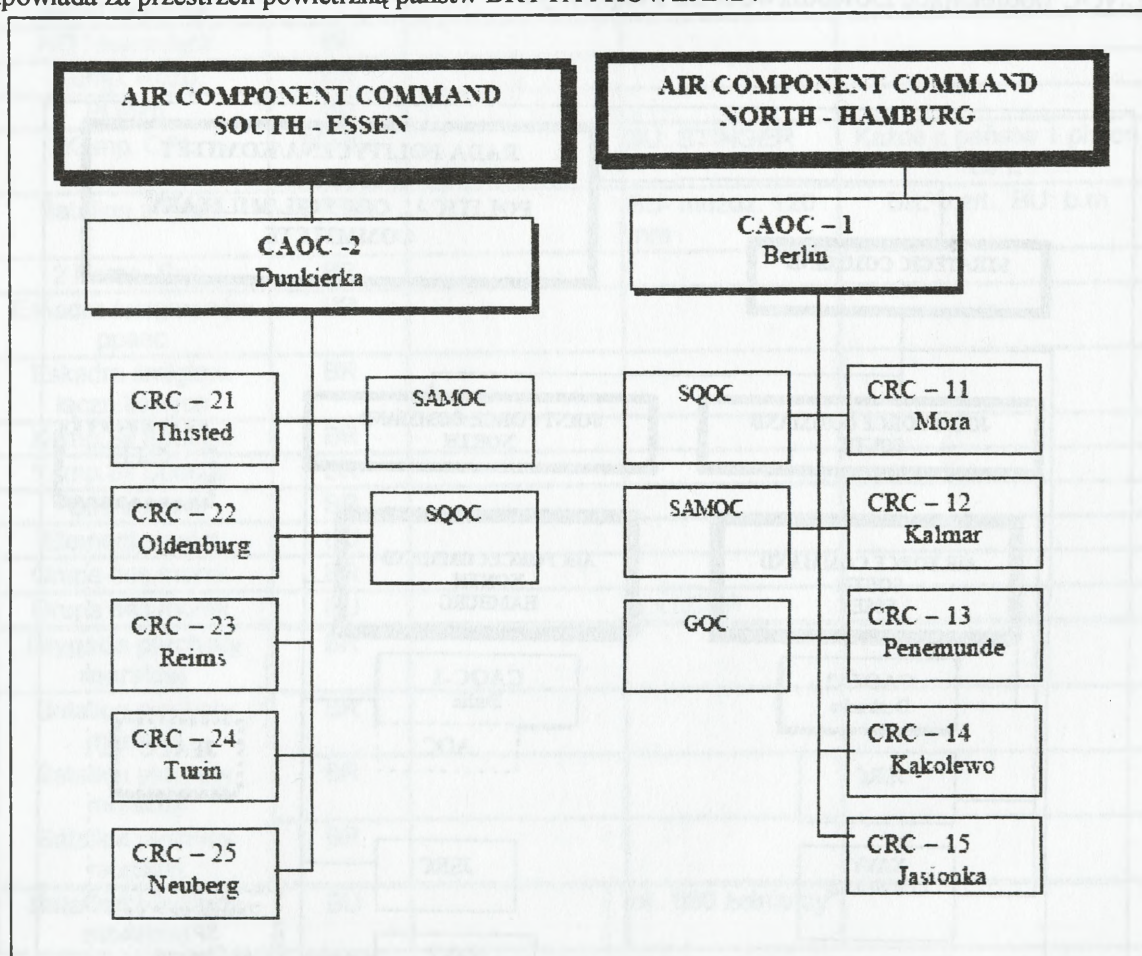 powiada za przestrzeń powietrzną państw
AIR COMPONENT COMMAND
SOUTH - ESSEN
CAOC -2
Dunkierka
CRC – 21
Thisted
SAMOC
CRC – 22
Oldenburg
SQOC
CRC – 23
Reims
CRC – 24
Turin
CRC – 25
Neuberg
AIR COMPONENT COMMAND
NORTH - HAMBURG
CAOC – 1
Berlin
SQOC
CRC – 11
Mora
SAMOC
CRC – 12
Kalmar
GOC
CRC – 13
Penemunde
CRC – 14
Kąkolewo
CRC – 15
Jasionka